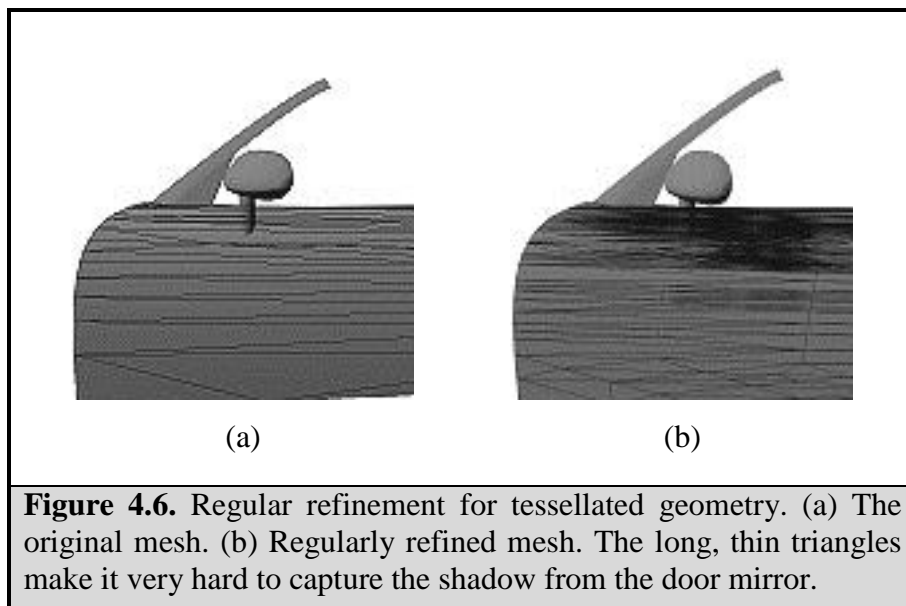 (a) (b)
Figure 4.6. Regular refinement for tessellated geometry. (a) The
original mesh. (b) Regularly refined mesh. The long, thin triangles
make it very hard to capture the shadow from the door mirror.